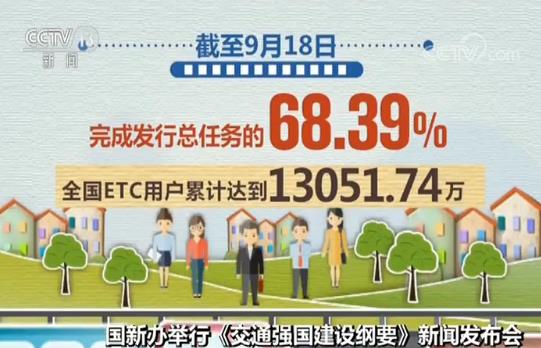 CCTV 13
新闻
CCTV.com
截至9月18日
完成发行总任务的68.39%
全国ETC用户累计达到13051.74万
国新办举行《交通强国建设纲要》新闻发布会